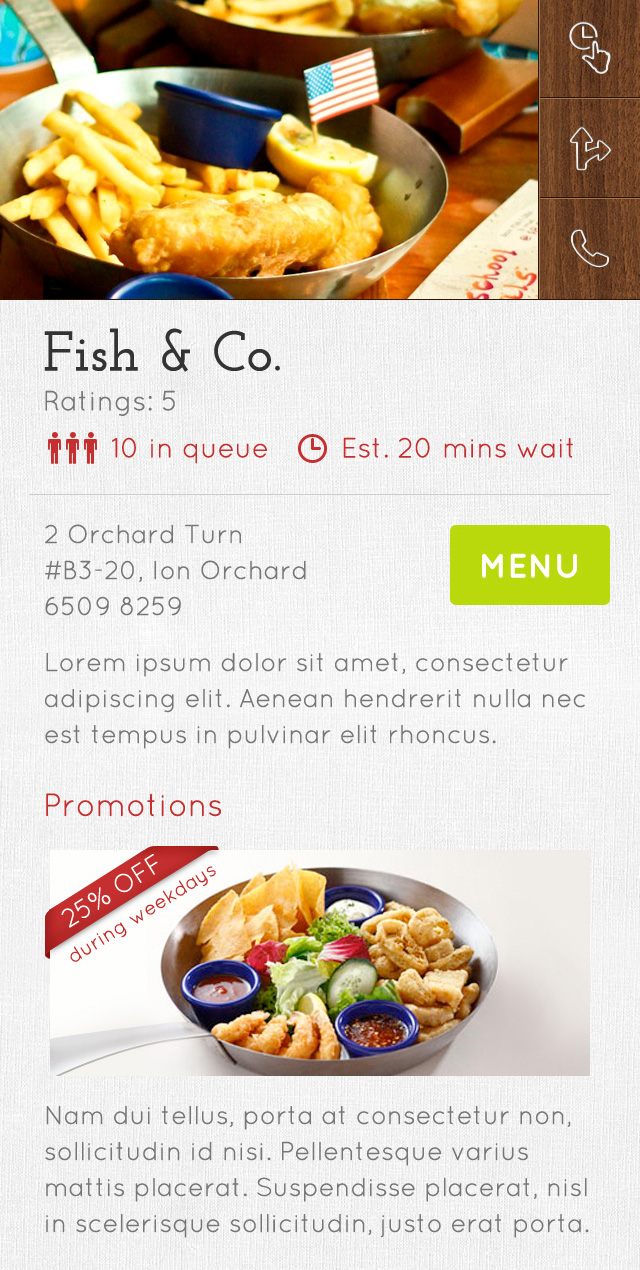 school
Fish & Co.
Ratings: 5
10 in queue
Est. 20 mins wait
2 Orchard Turn
#B3-20, Ion Orchard
6509 8259
MENU
Lorem ipsum dolor sit amet, consectetur
adipiscing elit. Aenean hendrerit nulla nec
est tempus in pulvinar elit rhoncus.
Promotions
25% OFF
during weekdays
Nam dui tellus, porta at consectetur non,
sollicitudin id nisi. Pellentesque varius
mattis placerat. Suspendisse placerat, nisl
in scelerisque sollicitudin, justo erat porta.